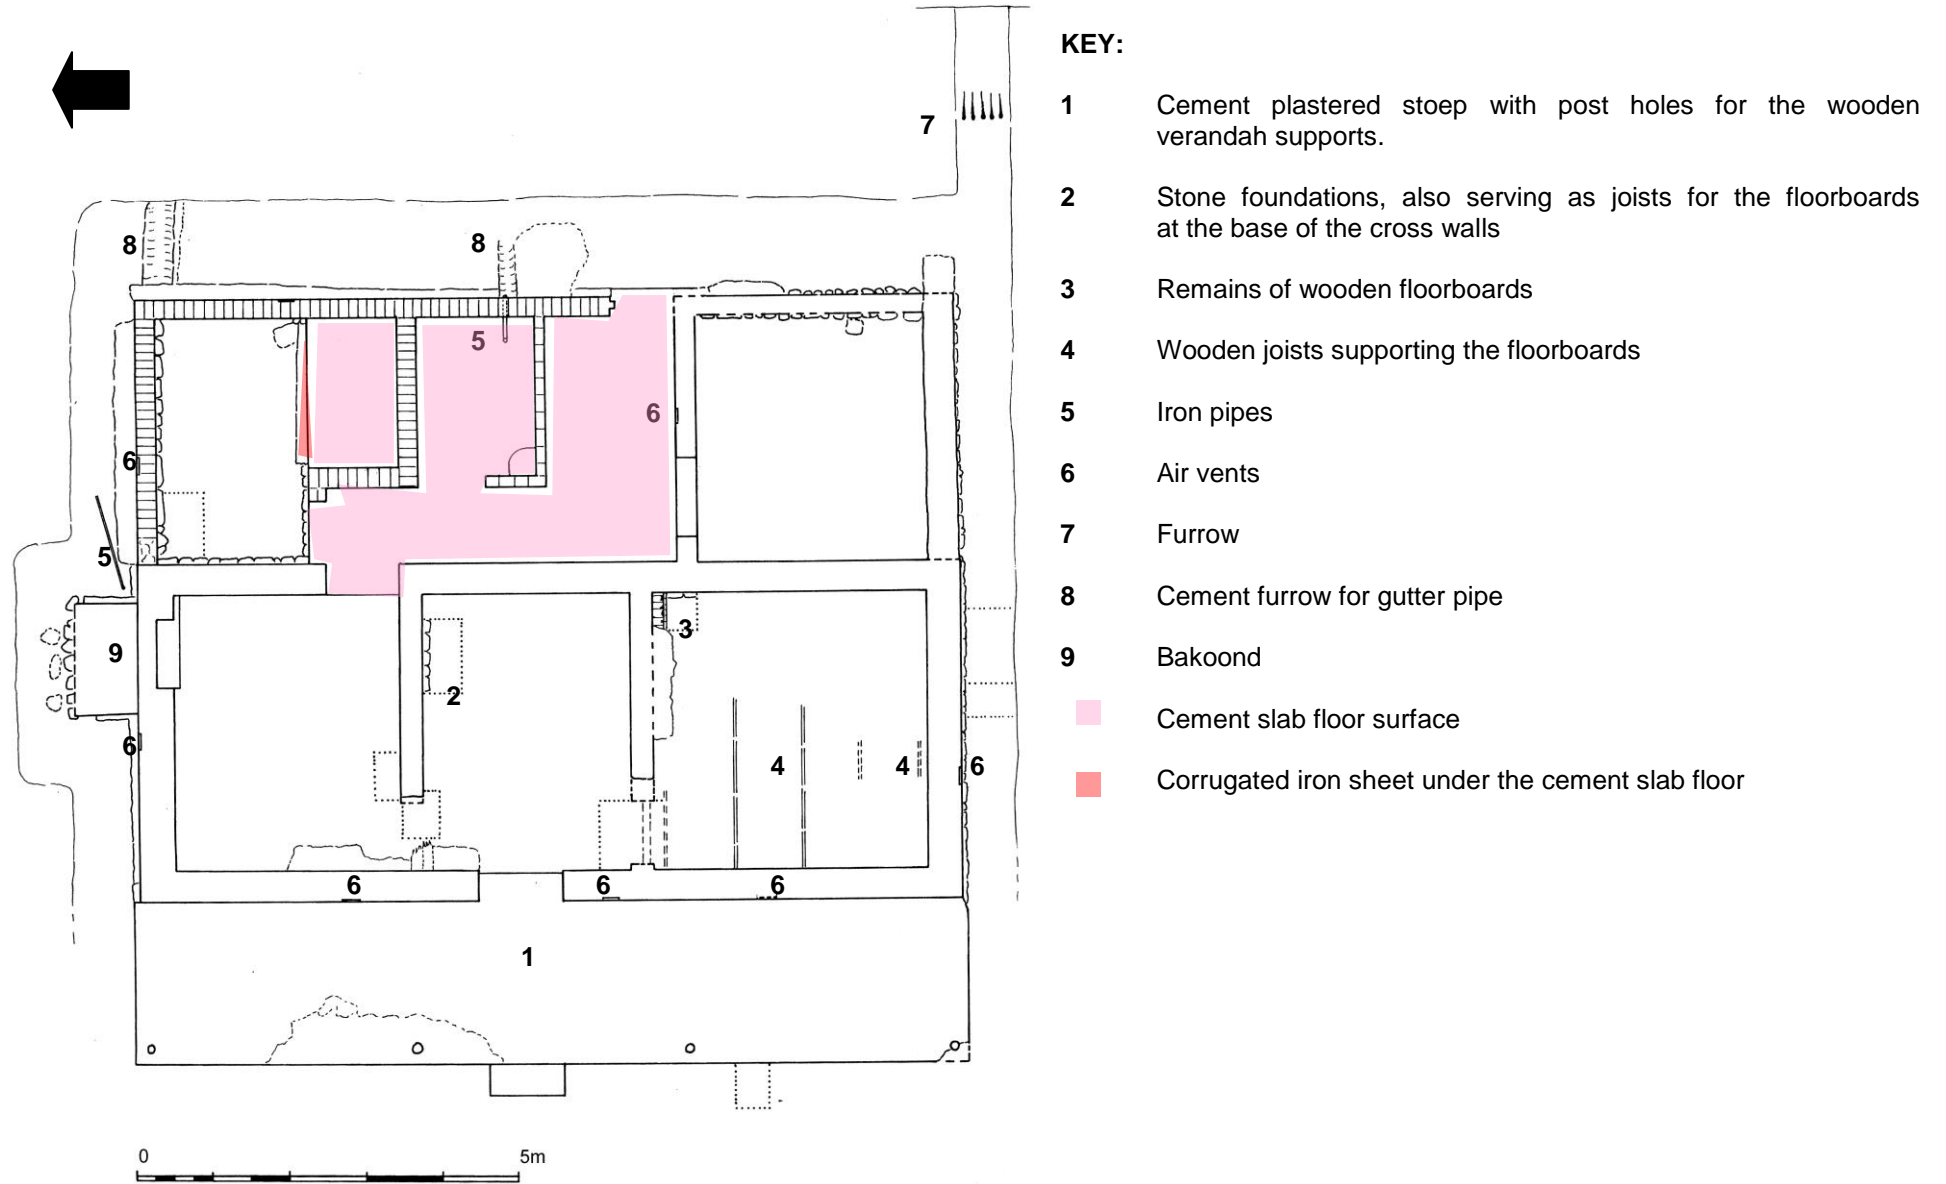 KEY:
1 Cement plastered stoep with post holes for the wooden
verandah supports.
2 Stone foundations, also serving as joists for the floorboards
at the base of the cross walls
3 Remains of wooden floorboards
4 Wooden joists supporting the floorboards
5 Iron pipes
6 Air vents
7 Furrow
8 Cement furrow for gutter pipe
9 Bakoond
Cement slab floor surface
Corrugated iron sheet under the cement slab floor
7
8 8
5
6
6
5
3
9
2
6
4 4 6
6 6 6
1
0 5m